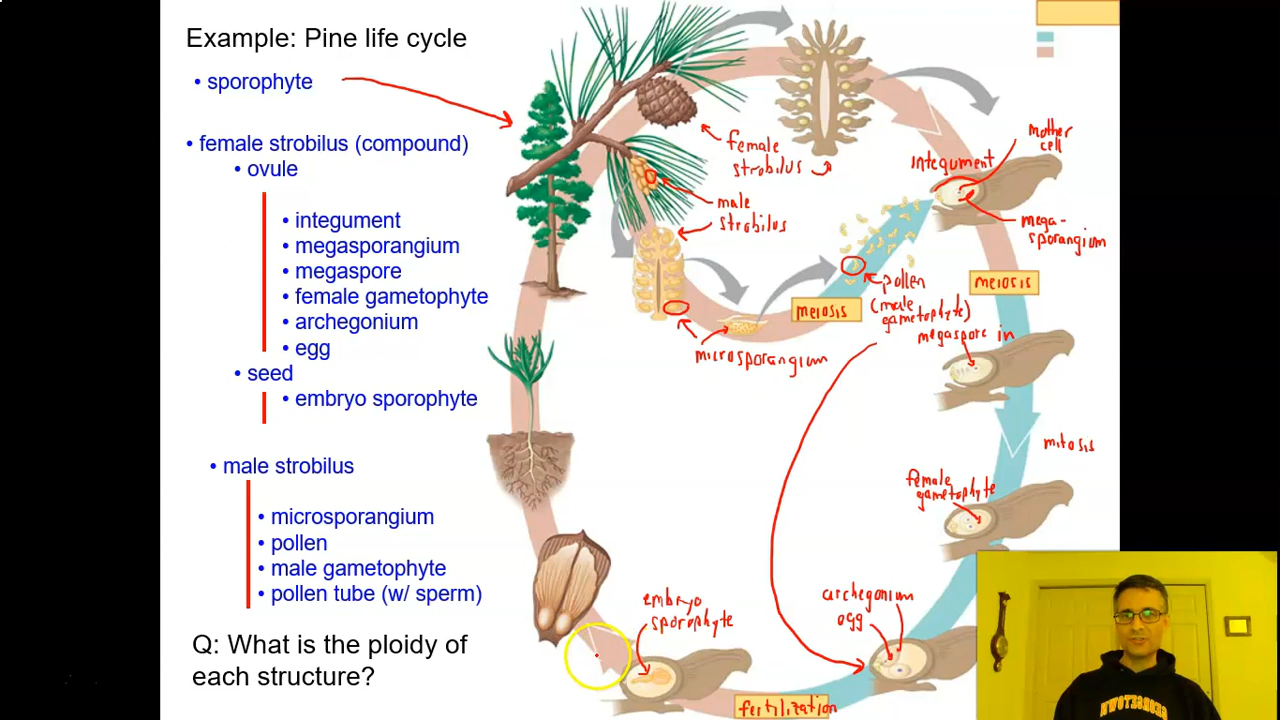 Example: Pine life cycle
• sporophyte
• female strobilus (compound)
• ovule
• integument
• megasporangium
• megaspore
• female gametophyte
• archegonium
• egg
• seed
• embryo sporophyte
• male strobilus
• microsporangium
• pollen
• male gametophyte
• pollen tube (w/ sperm)
Q: What is the ploidy of
each structure?
female
strobilus
male
strobilus
microsporangium
meiosis
pollen
(male
gametophyte)
integument
mother
cell
mega-
sporangium
meiosis
megaspore in
mitosis
female
gametophyte
archegonium
egg
fertilization
embryo
sporophyte